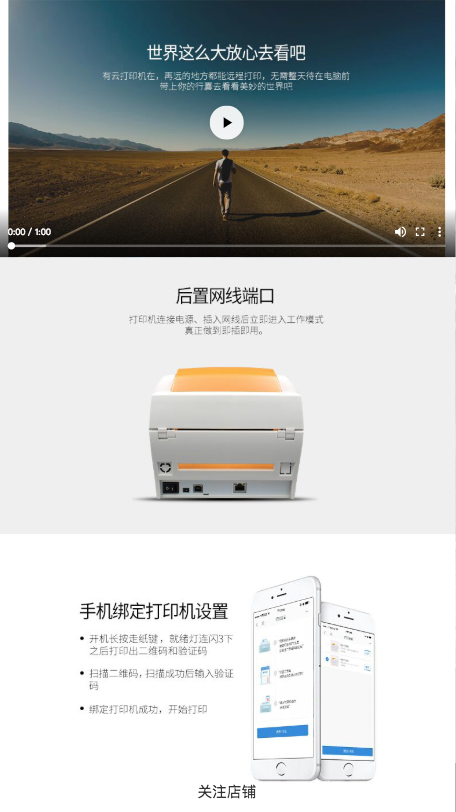 世界这么大放心去看吧
有云打印机在，再远的地方都能远程打印，无需整天待在电脑前
带上你的行囊去看看美妙的世界吧
0:00 / 1:00
后置网线端口
打印机连接电源、插入网线后立即进入工作模式
真正做到即插即用。
手机绑定打印机设置
开机长按走纸键，就绪灯连闪3下
之后打印出二维码和验证码
扫描二维码，扫描成功后输入验证
码
绑定打印机成功，开始打印
关注店铺